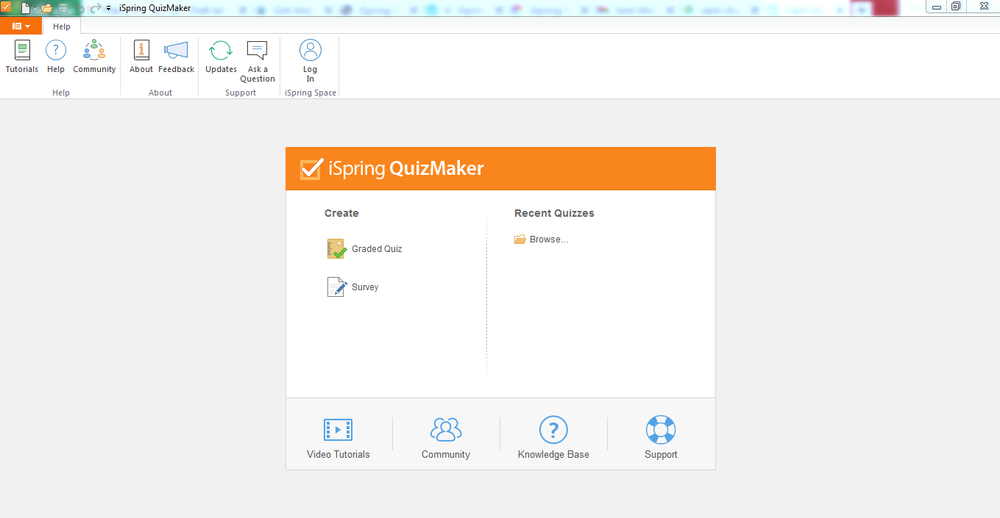 iSpring QuizMaker
Help
Tutorials
Help
Community
About
Feedback
Updates
Ask a
Question
Log
In
Help
About
Support
iSpring Space
iSpring QuizMaker
Create
Recent Quizzes
Graded Quiz
Browse...
Survey
Video Tutorials
Community
Knowledge Base
Support